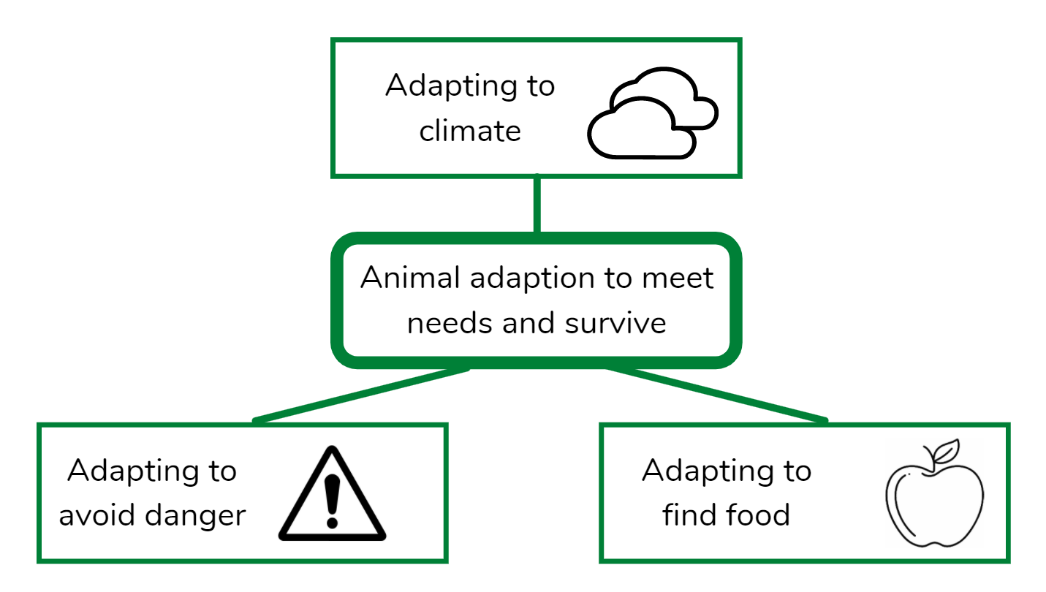 Adapting to
climate
Animal adaption to meet
needs and survive
Adapting to
avoid danger
Adapting to
find food